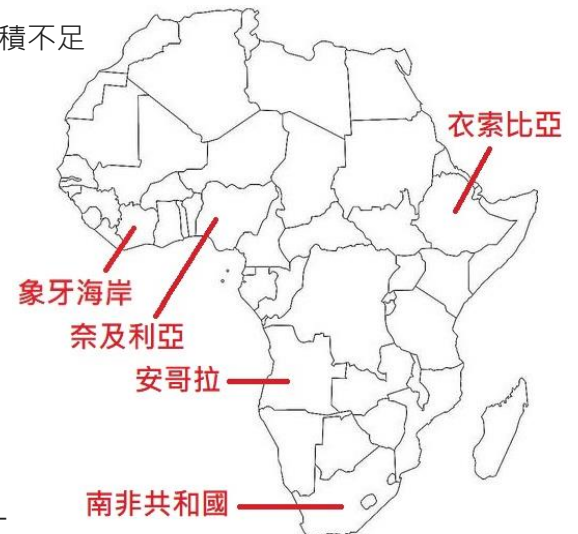 積不足
衣索比亞
象牙海岸
奈及利亞
安哥拉
南非共和國